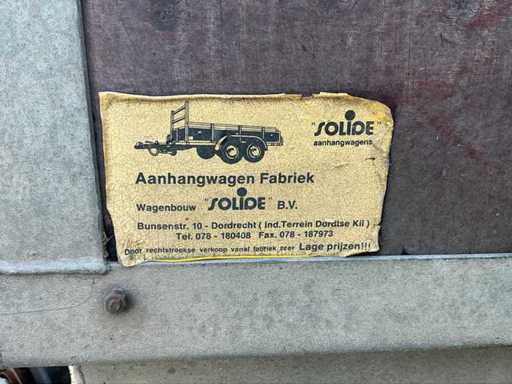 "SOLIDE"
aanhangwagens
Aanhangwagen Fabriek
Wagenbouw "SOLIDE" B.V.
Bunsenstr. 10 - Dordrecht ( Ind. Terrein Dordtse Kil )
Tel. 078 - 180408 Fax. 078 - 187973
Door rechtstreekse verkoop vanaf fabriek zeer Lage prijzen!!!